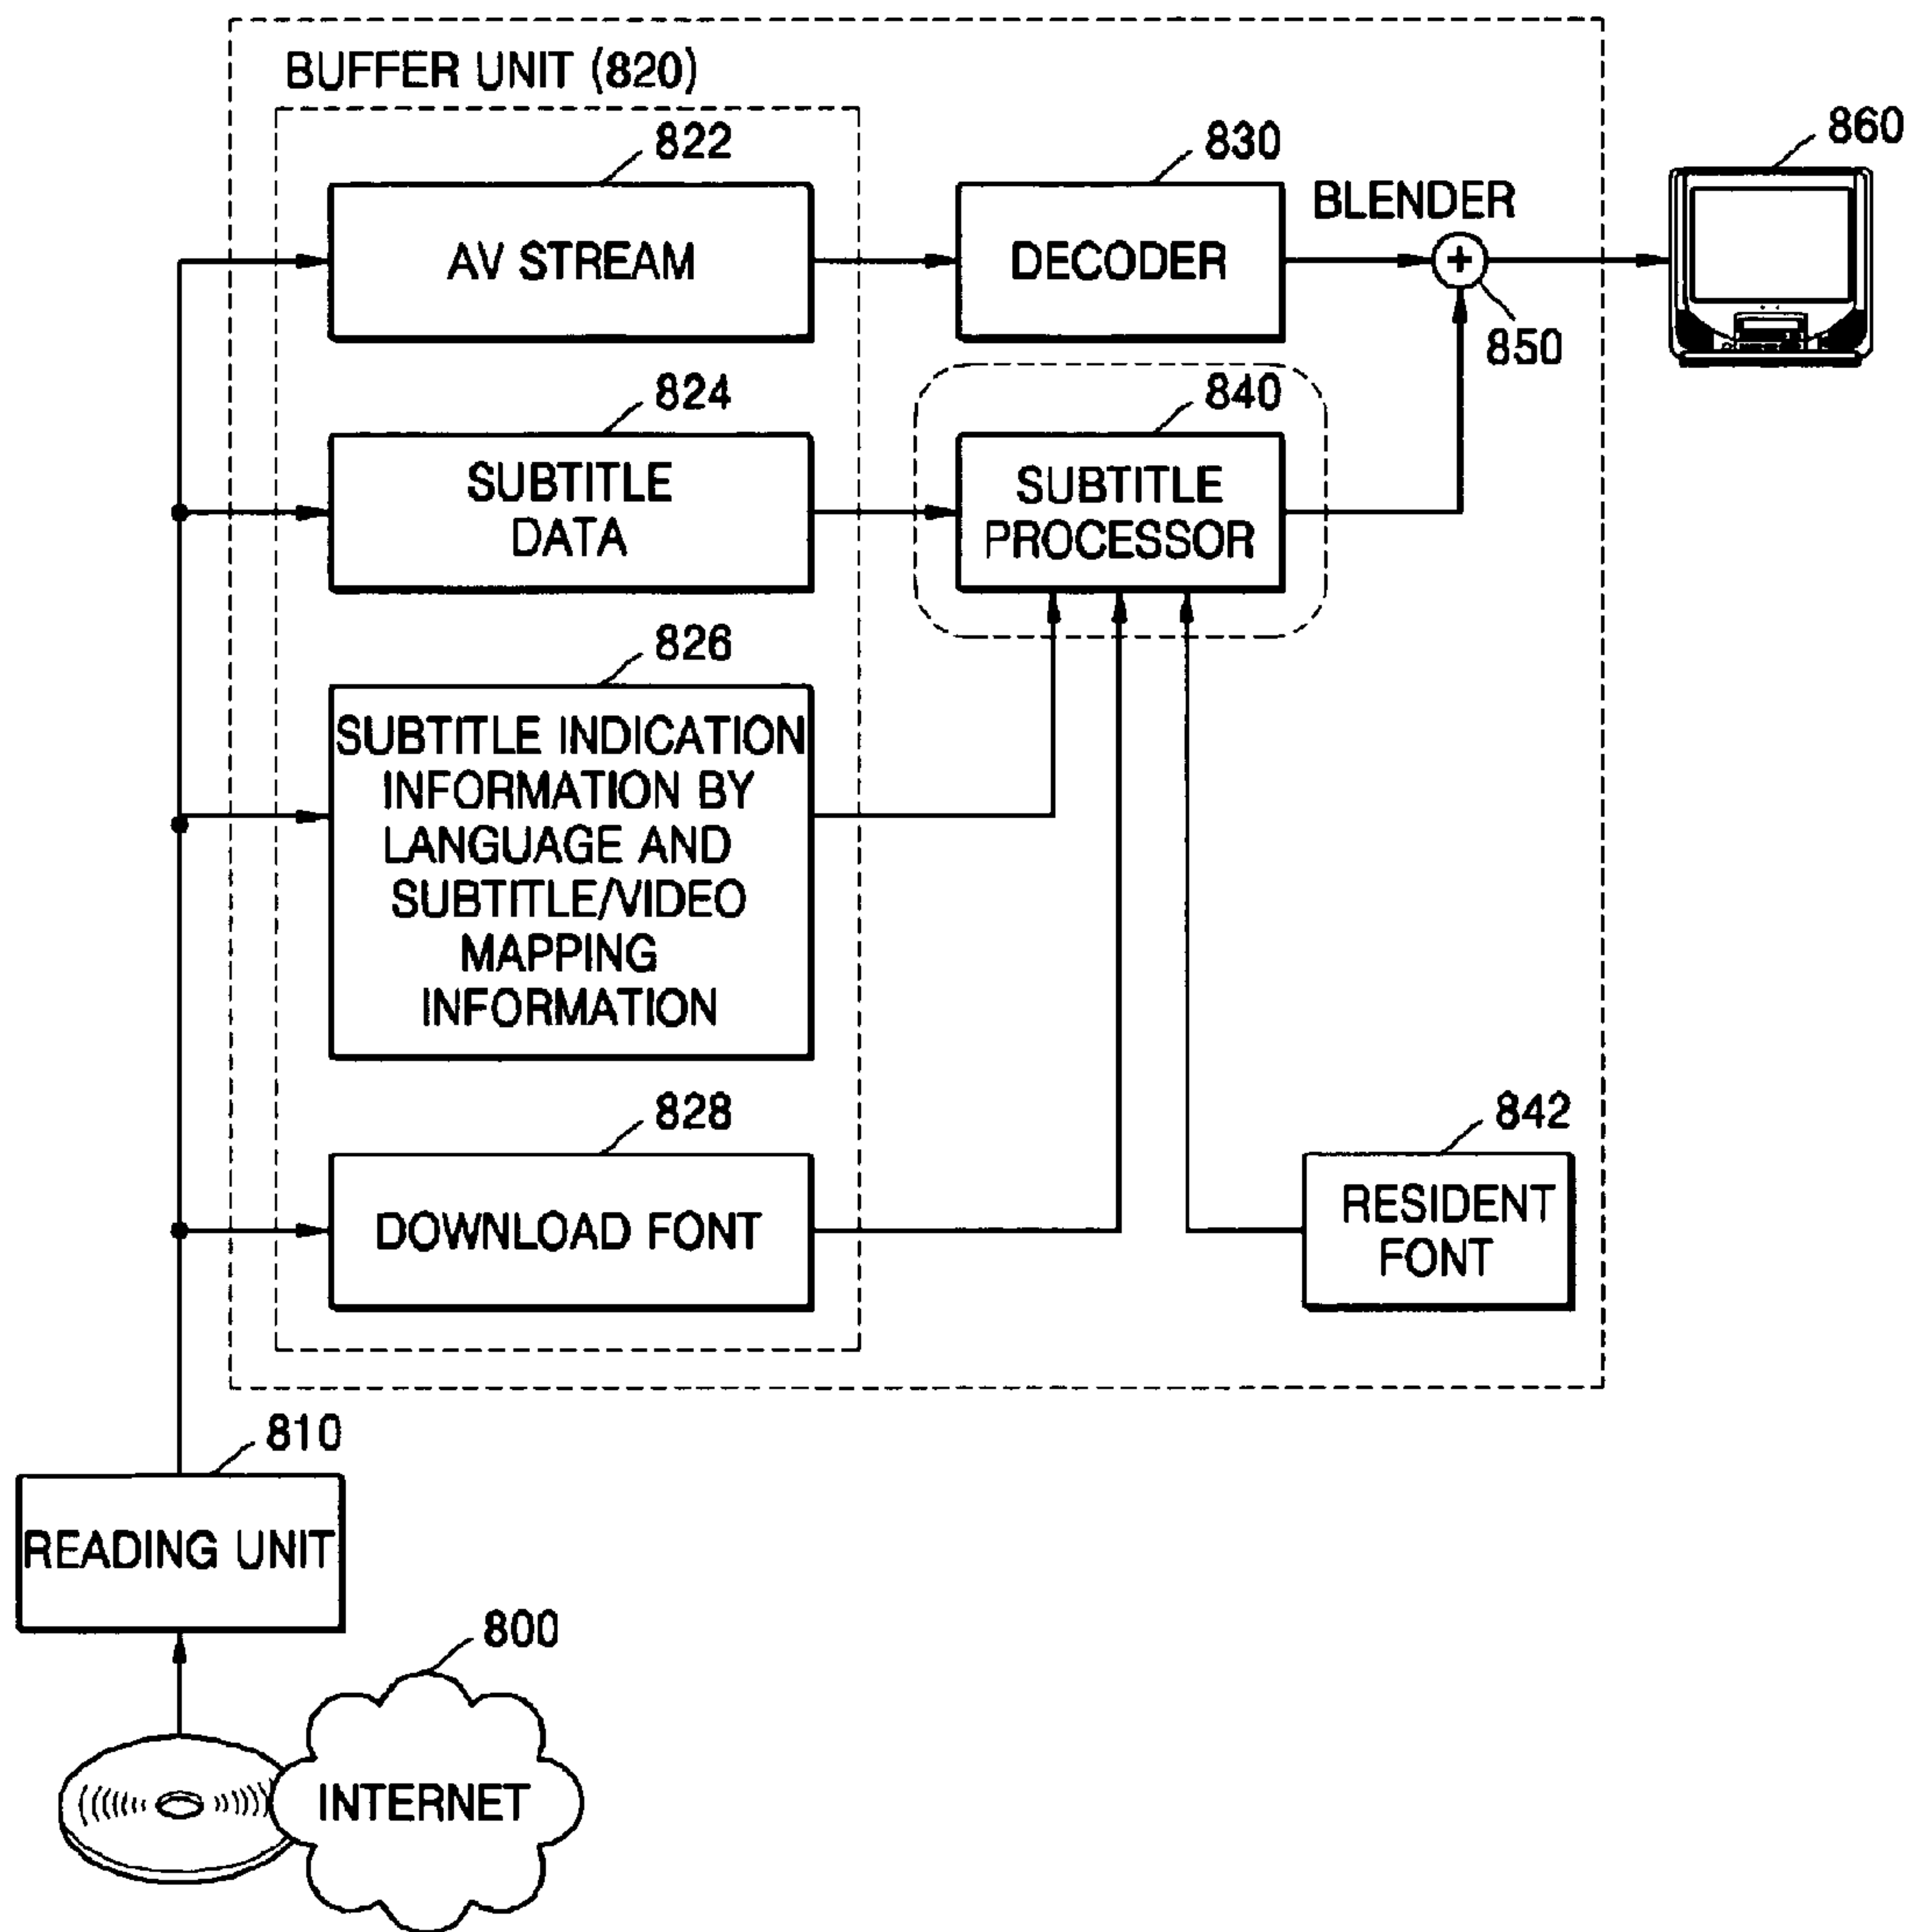 BUFFER UNIT (820)
822
830
860
BLENDER
AV STREAM
DECODER
+
850
824
840
SUBTITLE
DATA
SUBTITLE
PROCESSOR
826
SUBTITLE INDICATION
INFORMATION BY
LANGUAGE AND
SUBTITLE/VIDEO
MAPPING
INFORMATION
828
842
DOWNLOAD FONT
RESIDENT
FONT
810
READING UNIT
800
INTERNET